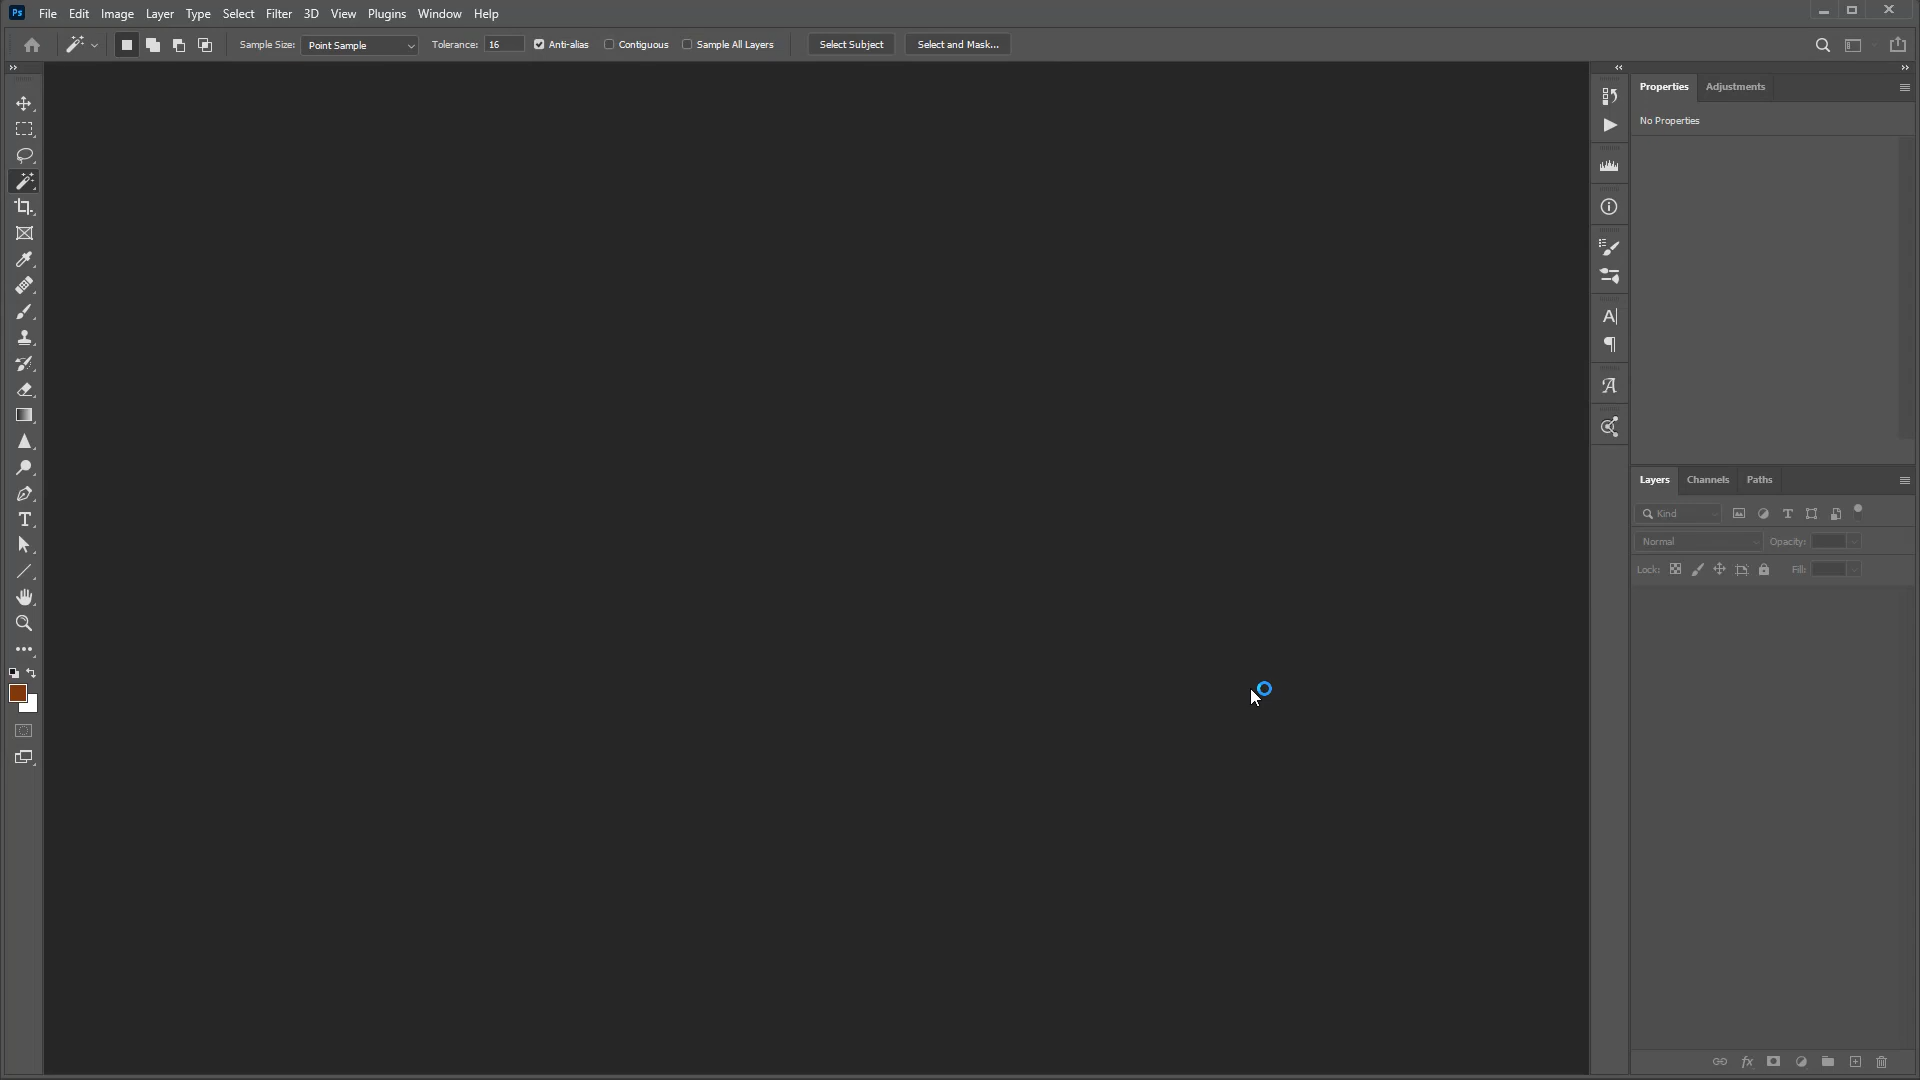 Ps File Edit Image Layer Type Select Filter 3D View Plugins Window Help
Sample Size: Point Sample Tolerance: 16 Anti-alias Contiguous Sample All Layers Select Subject Select and Mask...
Properties Adjustments
No Properties
Layers Channels Paths
Kind
Normal Opacity:
Lock: Fill: